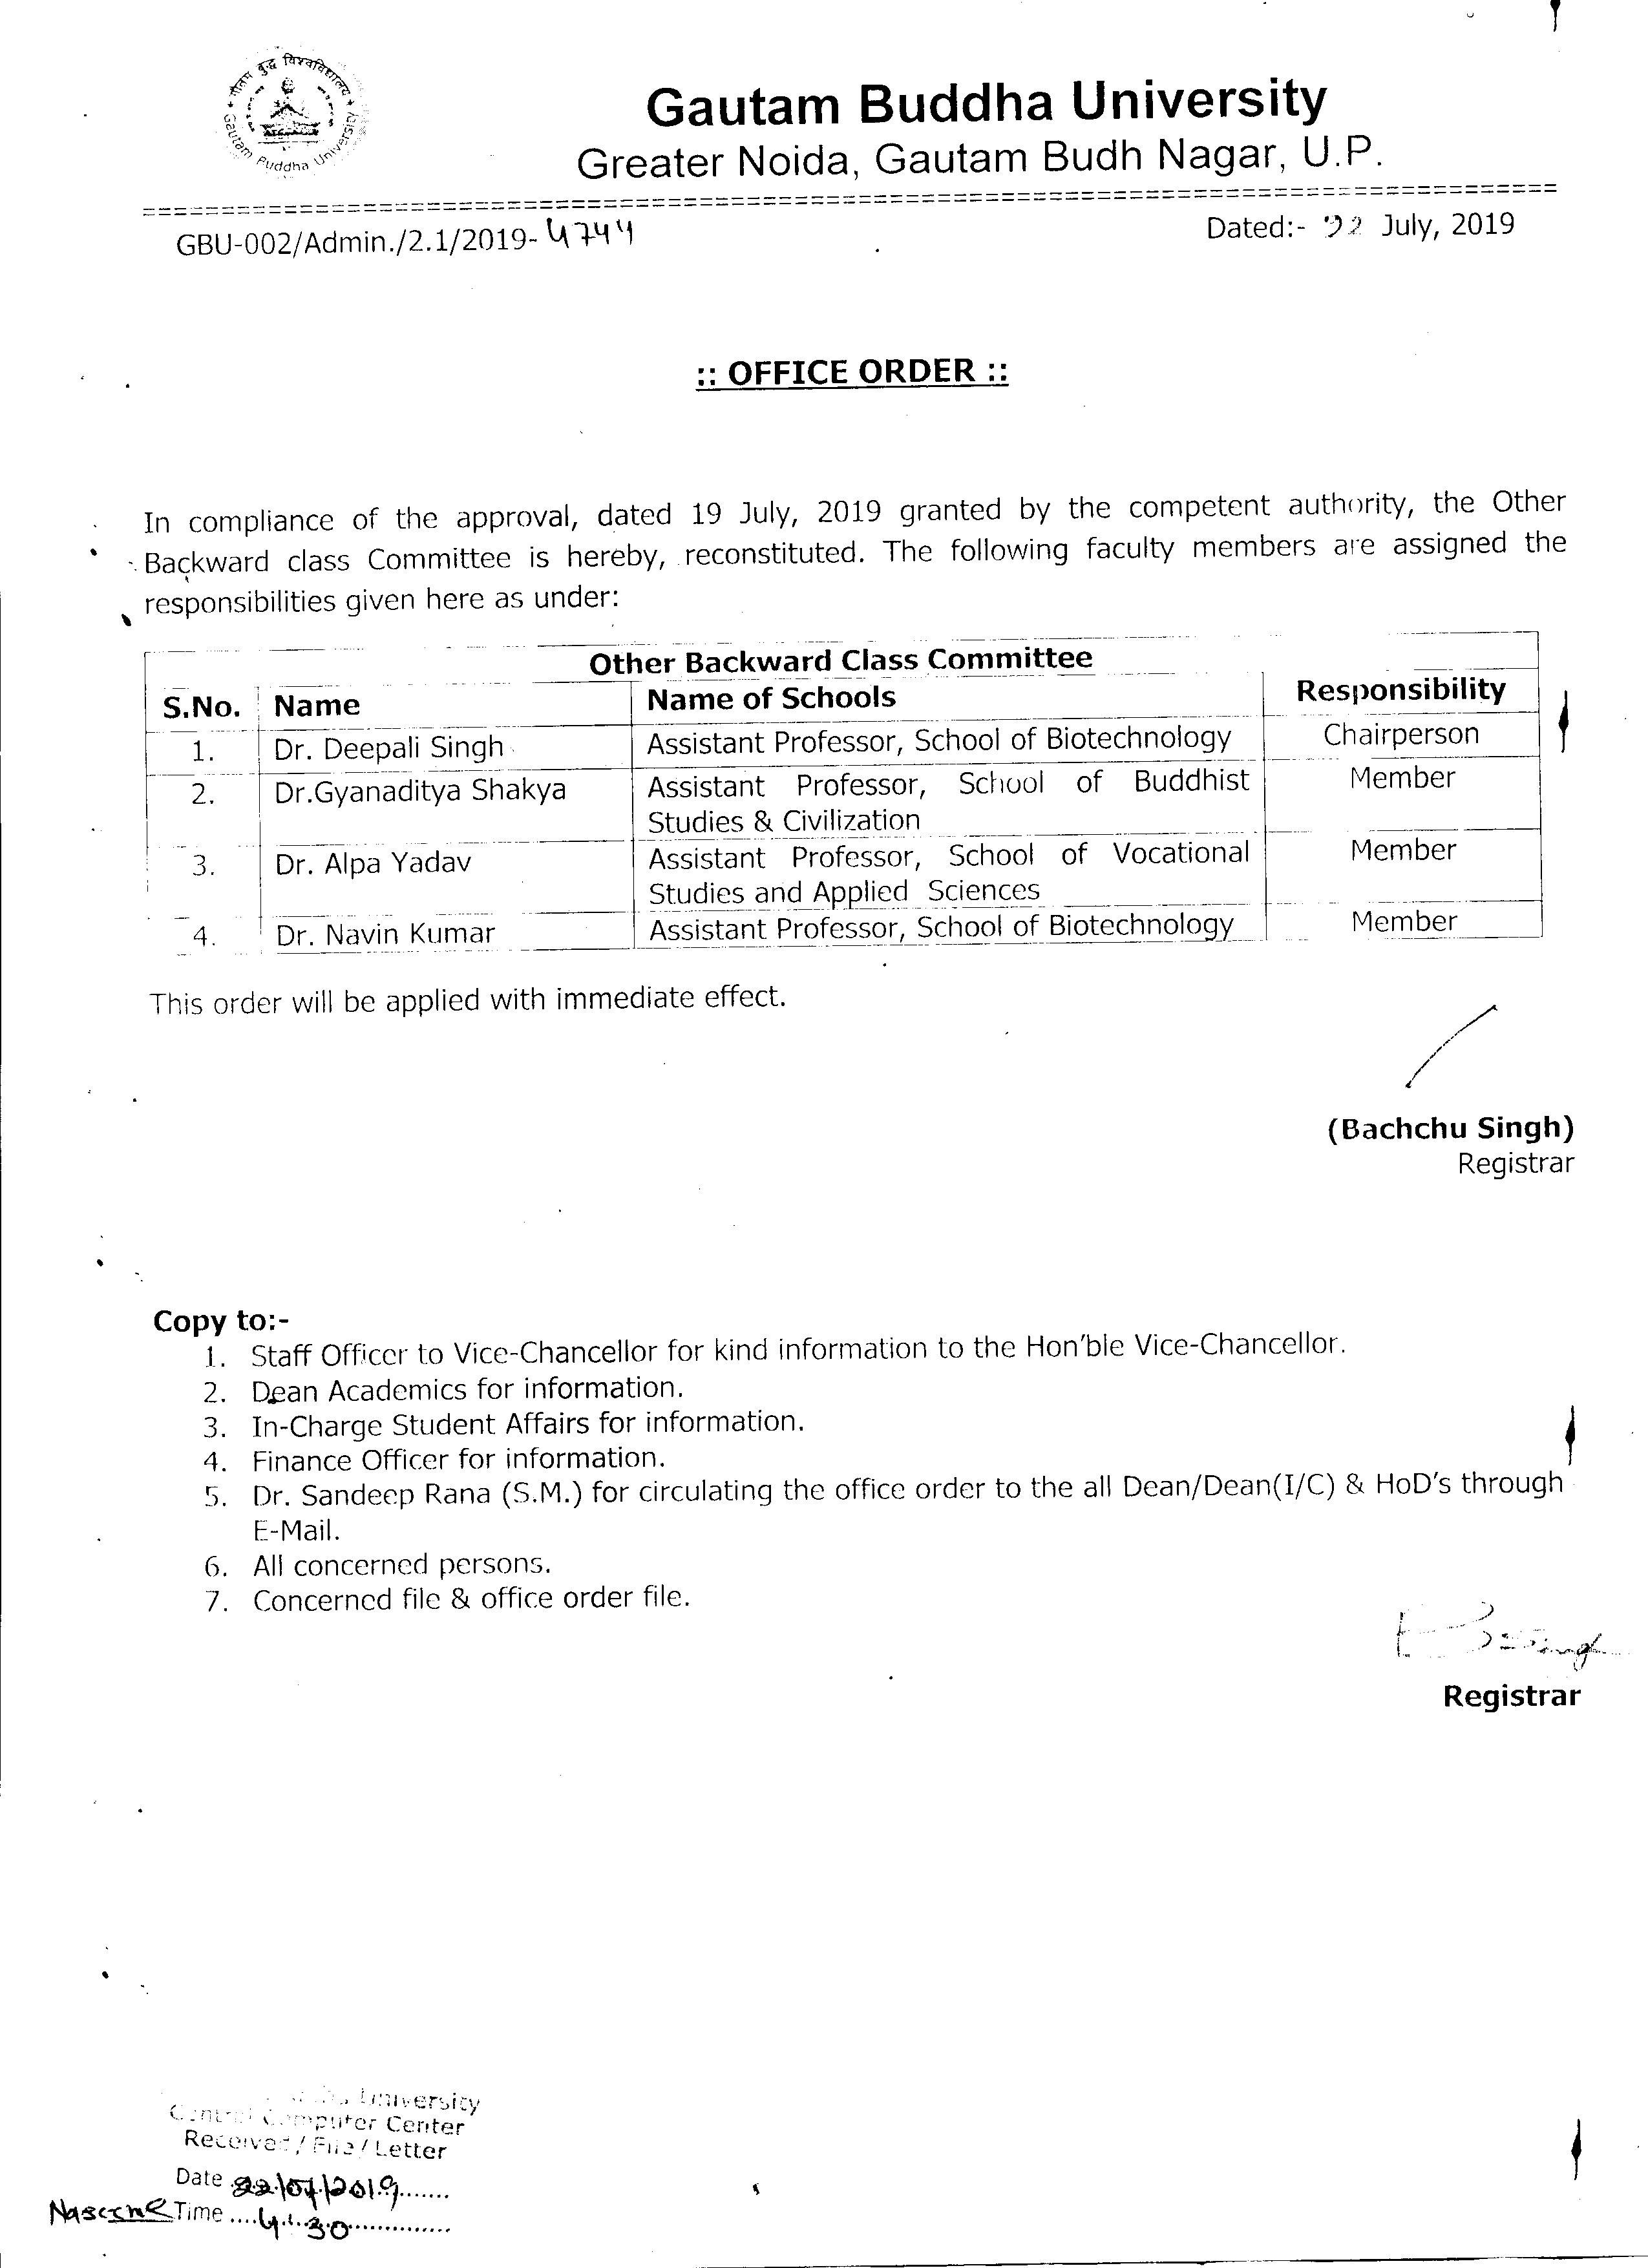 गौतम बुद्ध विश्वविद्यालय
Gautam Buddha University
Gautam Buddha University
Greater Noida, Gautam Budh Nagar, U.P.
GBU-002/Admin./2.1/2019- 4744
Dated:- 22 July, 2019
:: OFFICE ORDER ::
In compliance of the approval, dated 19 July, 2019 granted by the competent authority, the Other
Backward class Committee is hereby, reconstituted. The following faculty members are assigned the
responsibilities given here as under:
Other Backward Class Committee
S.No. Name Name of Schools Responsibility
1. Dr. Deepali Singh Assistant Professor, School of Biotechnology Chairperson
2. Dr.Gyanaditya Shakya Assistant Professor, School of Buddhist Member
Studies & Civilization
3. Dr. Alpa Yadav Assistant Professor, School of Vocational Member
Studies and Applied Sciences
4. Dr. Navin Kumar Assistant Professor, School of Biotechnology Member
This order will be applied with immediate effect.
(Bachchu Singh)
Registrar
Copy to:-
1. Staff Officer to Vice-Chancellor for kind information to the Hon'ble Vice-Chancellor.
2. Dean Academics for information.
3. In-Charge Student Affairs for information.
4. Finance Officer for information.
5. Dr. Sandeep Rana (S.M.) for circulating the office order to the all Dean/Dean(I/C) & HoD's through
E-Mail.
6. All concerned persons.
7. Concerned file & office order file.
Registrar
University
Central Computer Center
Received / File / Letter
Date 22/07/2019
Time 4:30